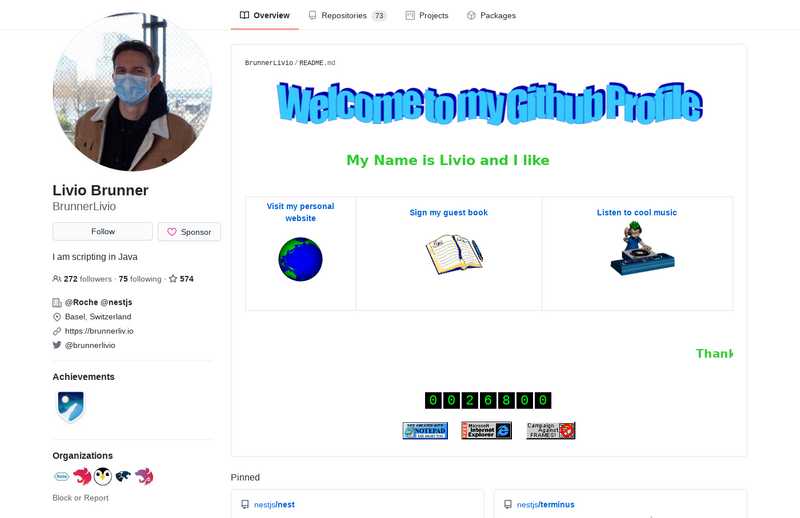 Overview
Repositories 73
Projects
Packages
Livio Brunner
BrunnerLivio
Follow
Sponsor
I am scripting in Java
272 followers · 75 following · 574
@Roche @nestjs
Basel, Switzerland
https://brunnerliv.io
@brunnerlivio
Achievements
Organizations
Block or Report
BrunnerLivio / README.md
Welcome to my Github Profile
My Name is Livio and I like
Visit my personal
website
Sign my guest book
Listen to cool music
Thank
0026800
NOTEPAD
Microsoft
Internet
Explorer
Campaign
Against
FRAMES!
Pinned
nestjs/nest
nestjs/terminus